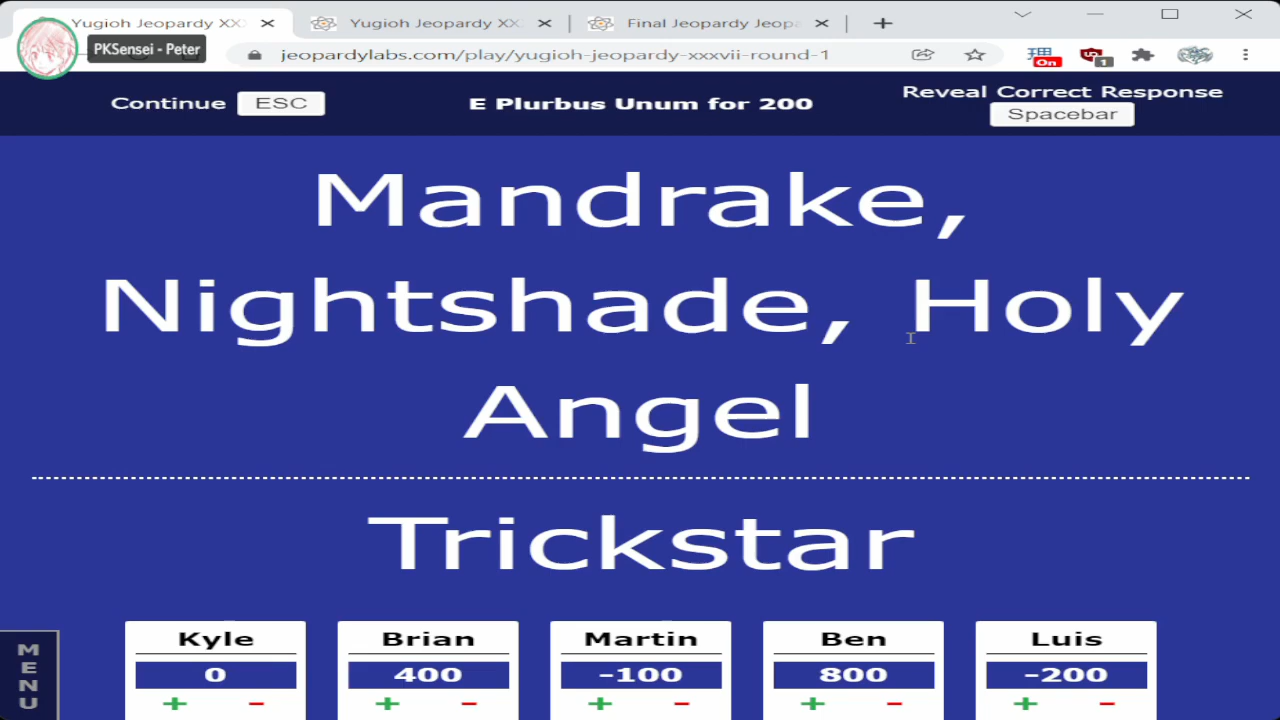 Yugioh Jeopardy XX
Yugioh Jeopardy XX
Final Jeopardy Jeop
PKSensei - Peter
jeopardylabs.com/play/yugioh-jeopardy-xxxvii-round-1
理
On
1
Continue ESC
E Plurbus Unum for 200
Reveal Correct Response
Spacebar
Mandrake,
Nightshade, Holy
Angel
Trickstar
MENU
Kyle Brian Martin Ben Luis
0 400 -100 800 -200
+ - + - + - + - + -